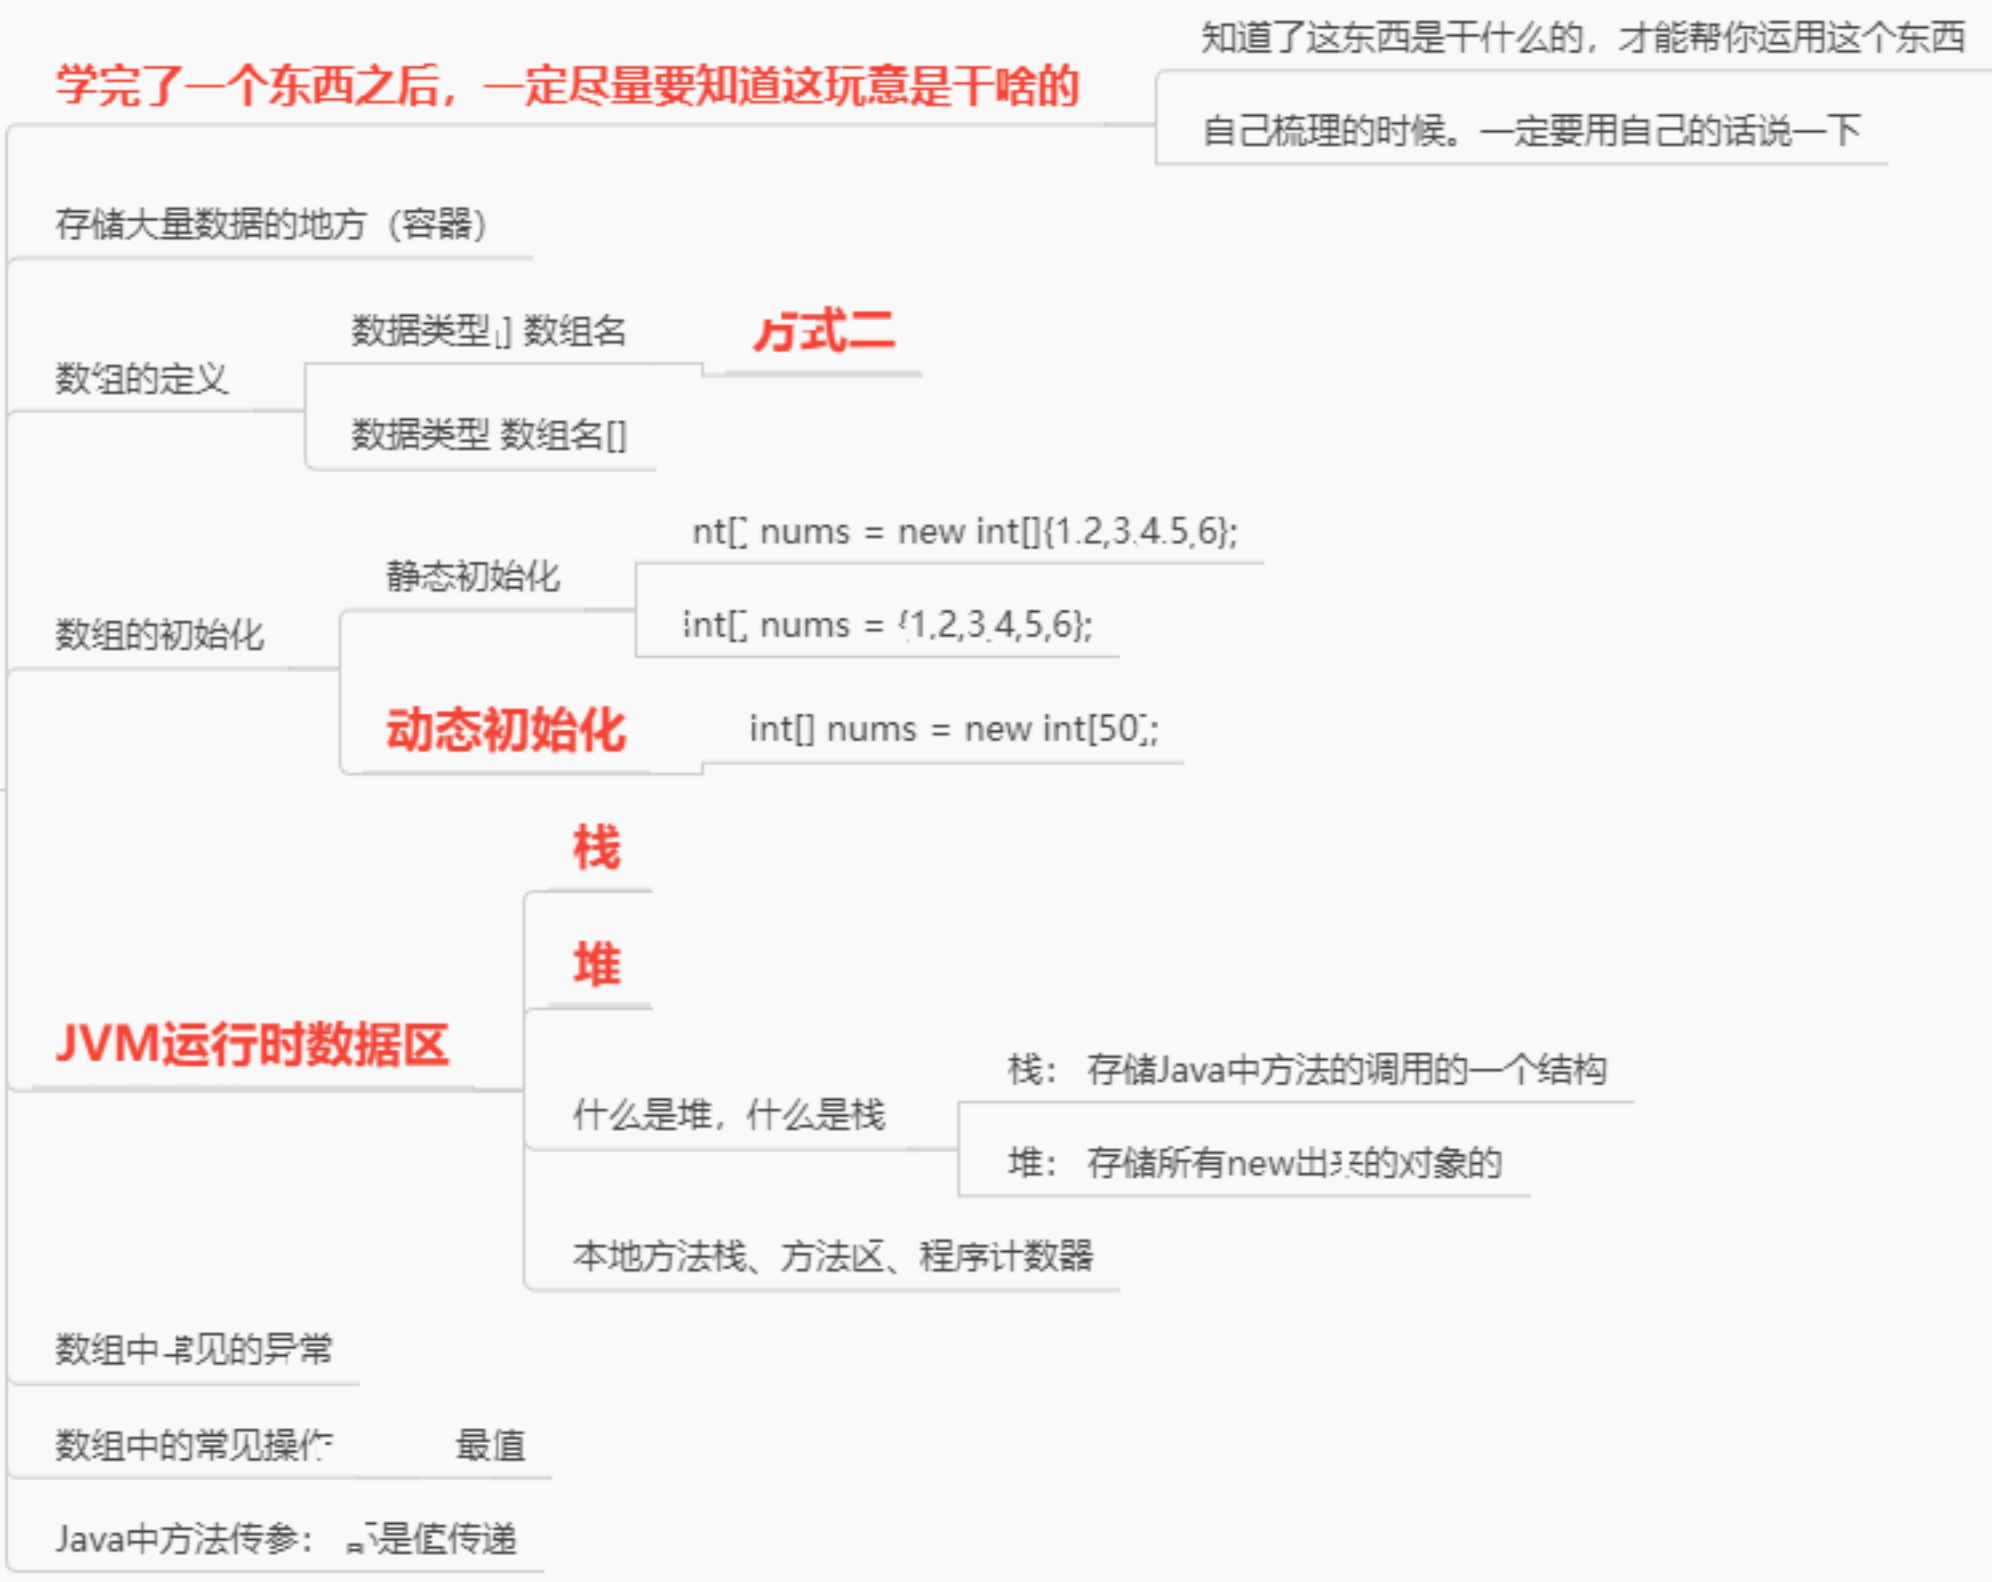 知道了这东西是干什么的，才能帮你运用这个东西
学完了一个东西之后，一定尽量要知道这玩意是干啥的
自己梳理的时候。一定要用自己的话说一下
存储大量数据的地方（容器）
数据类型[] 数组名
方式二
数组的定义
数据类型 数组名[]
nt[] nums = new int[]{1.2,3.4.5,6};
静态初始化
int[] nums = {1,2,3,4,5,6};
数组的初始化
动态初始化
int[] nums = new int[50];
栈
堆
JVM运行时数据区
栈： 存储Java中方法的调用的一个结构
什么是堆，什么是栈
堆： 存储所有new出来的对象的
本地方法栈、方法区、程序计数器
数组中常见的异常
数组中的常见操作 最值
Java中方法传参： 是值传递